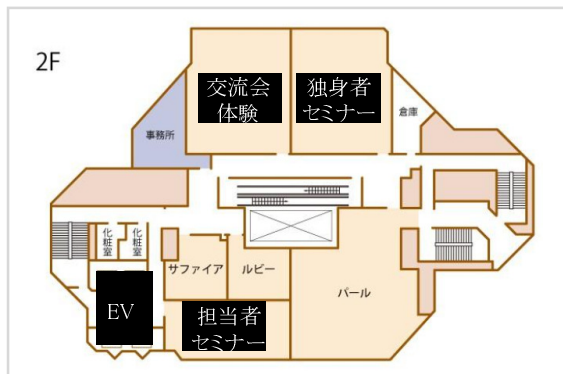 2F
交流会
体験
独身者
セミナー
事務所
倉庫
化粧室
化粧室
サファイア
ルビー
パール
EV
担当者
セミナー